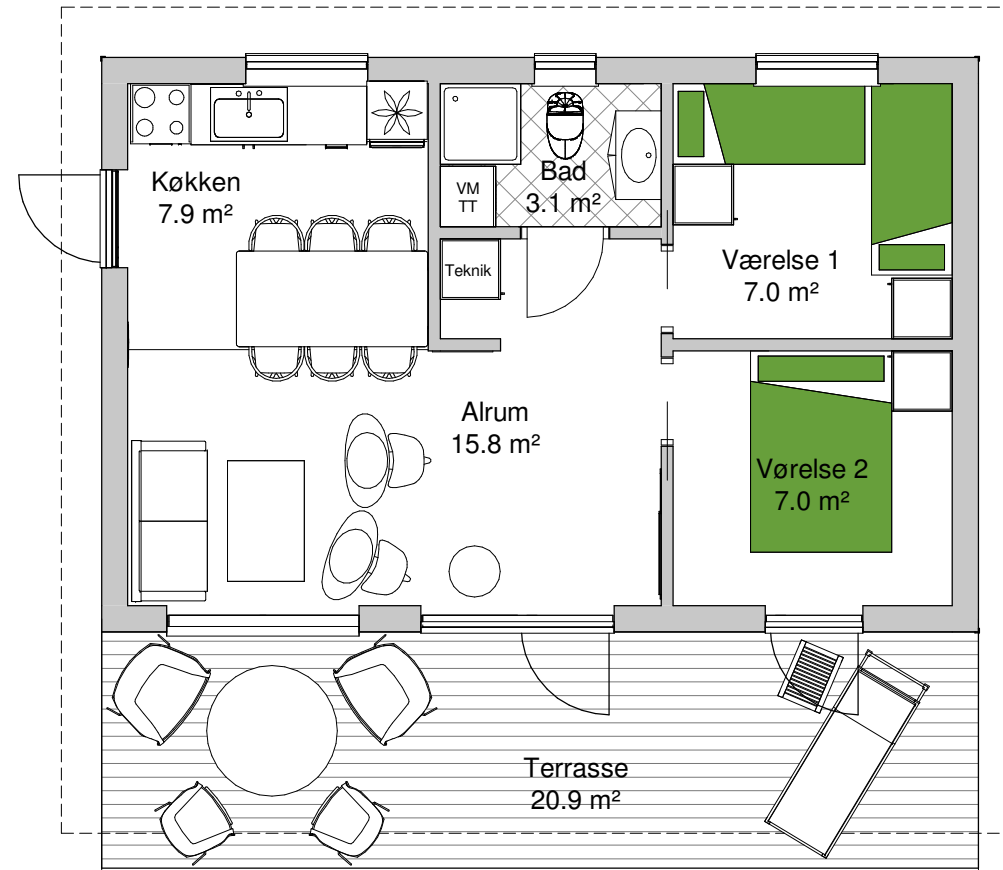 Køkken
7.9 m²
VM
TT
Bad
3.1 m²
Teknik
Værelse 1
7.0 m²
Alrum
15.8 m²
Vørelse 2
7.0 m²
Terrasse
20.9 m²